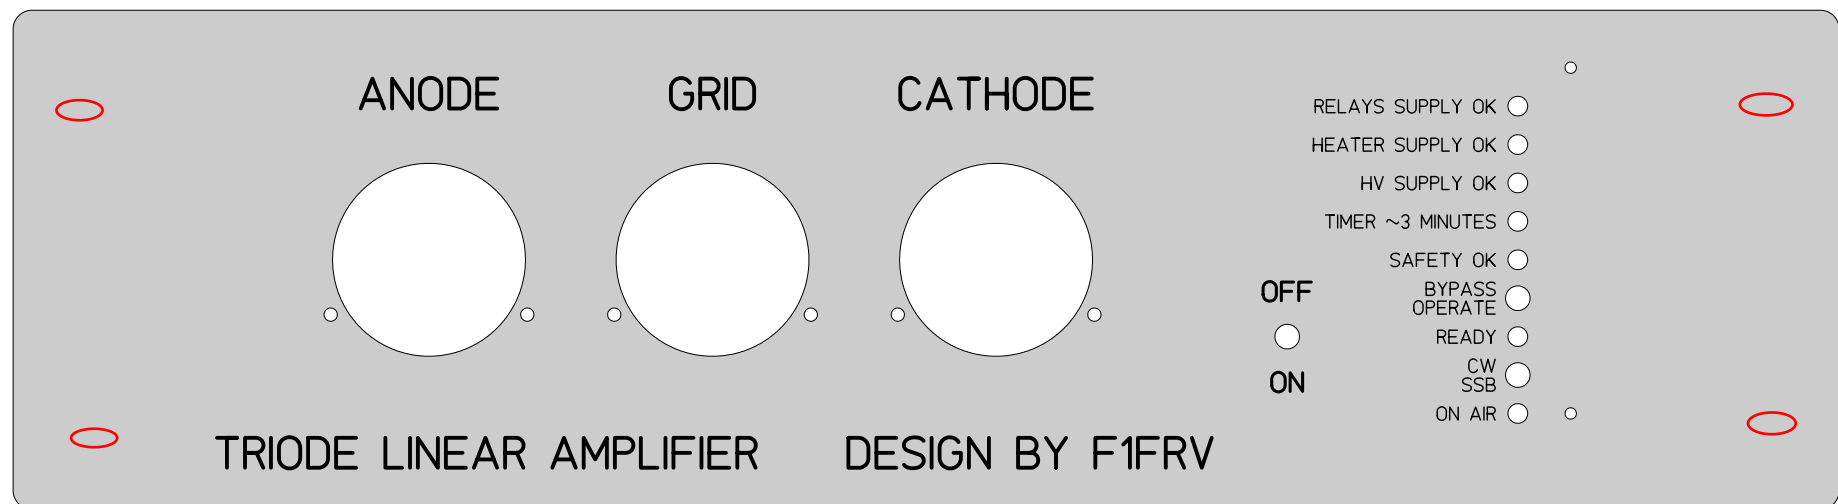 ANODE GRID CATHODE
RELAYS SUPPLY OK
HEATER SUPPLY OK
HV SUPPLY OK
TIMER ~3 MINUTES
SAFETY OK
BYPASS
OPERATE
READY
CW
SSB
ON AIR
OFF
ON
TRIODE LINEAR AMPLIFIER DESIGN BY F1FRV